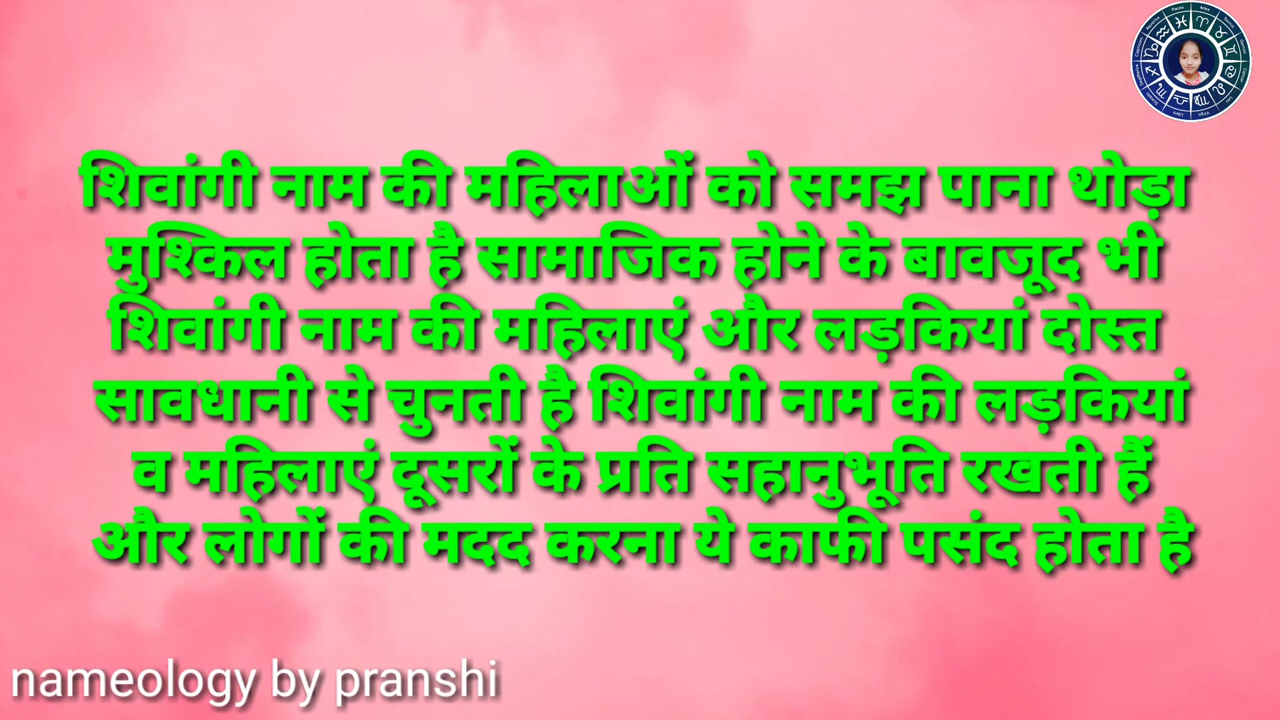 शिवांगी नाम की महिलाओं को समझ पाना थोड़ा
मुश्किल होता है सामाजिक होने के बावजूद भी
शिवांगी नाम की महिलाएं और लड़कियां दोस्त
सावधानी से चुनती है शिवांगी नाम की लड़कियां
व महिलाएं दूसरों के प्रति सहानुभूति रखती हैं
और लोगों की मदद करना ये काफी पसंद होता है
nameology by pranshi